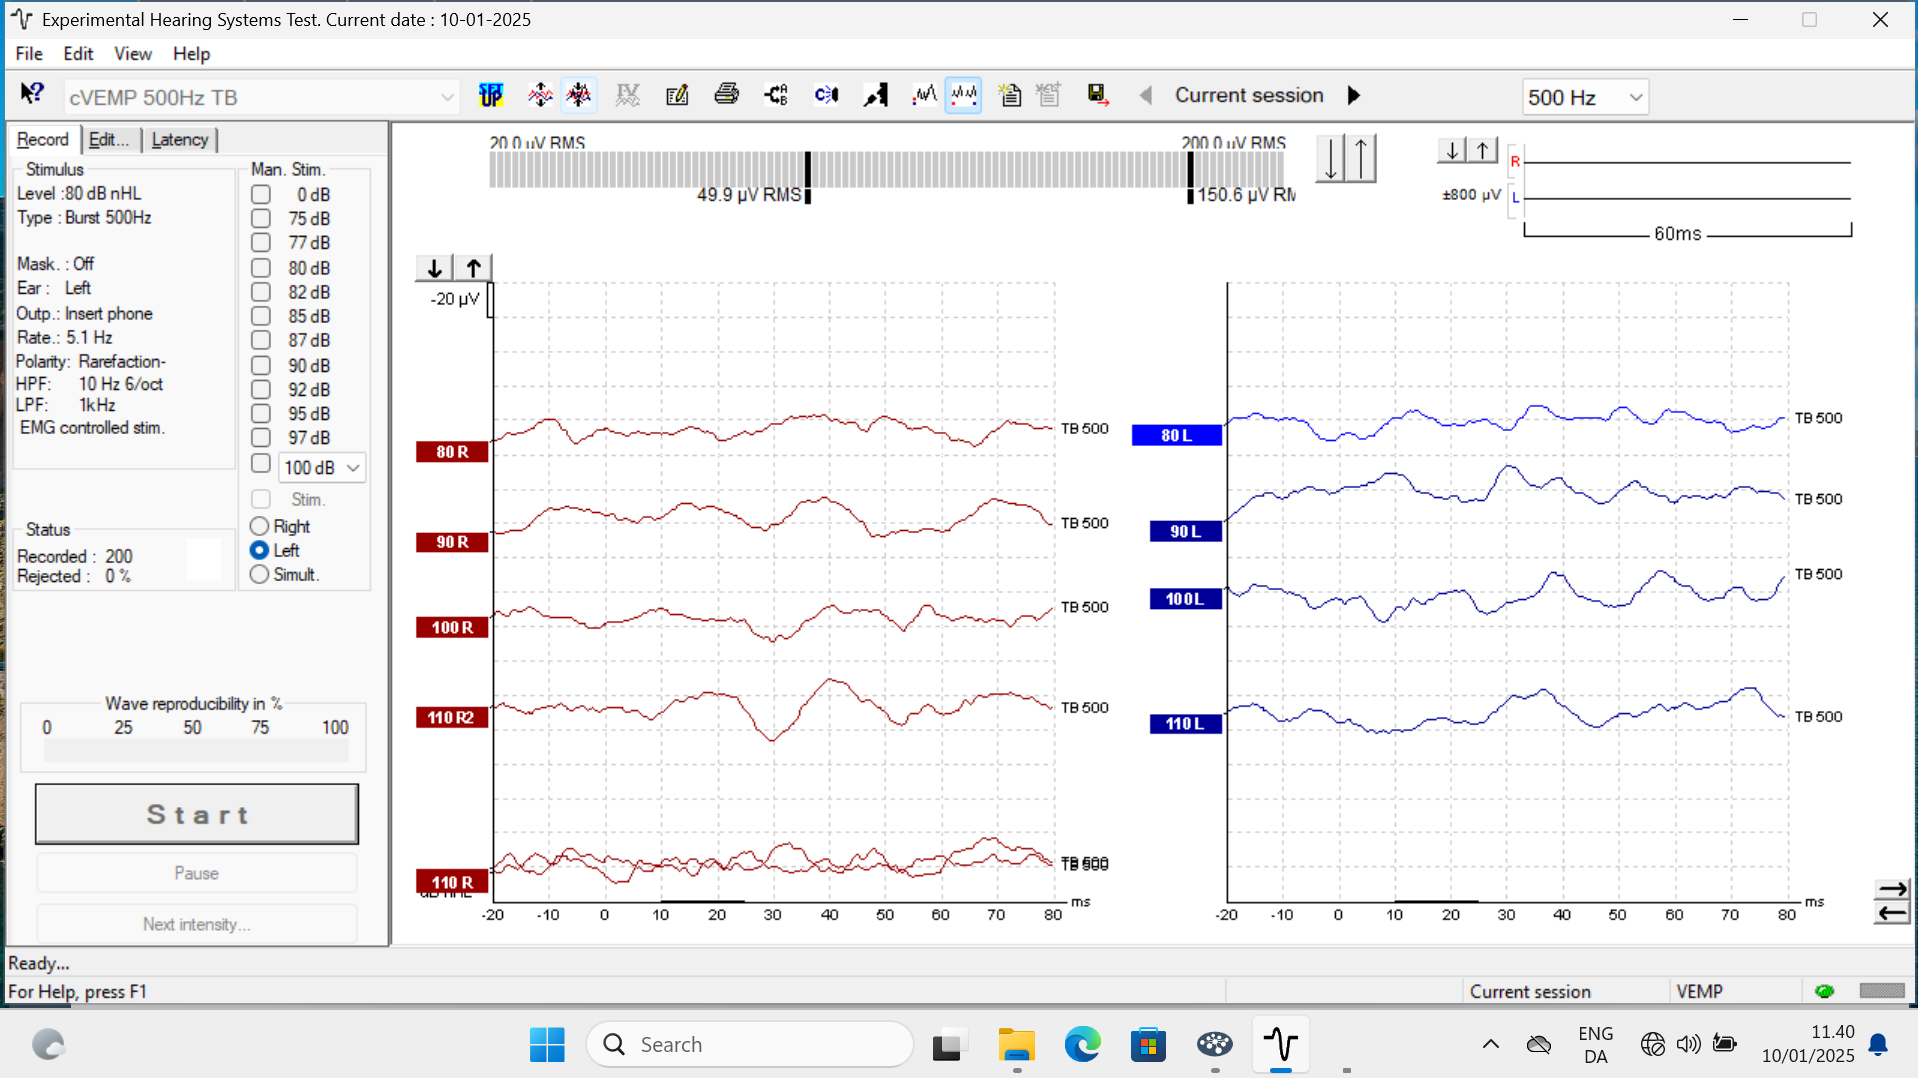 Experimental Hearing Systems Test. Current date : 10-01-2025
File Edit View Help
cVEMP 500Hz TB
SET UP
Current session
500 Hz
Record Edit... Latency
Stimulus
Level :80 dB nHL
Type : Burst 500Hz
Mask. : Off
Ear : Left
Outp.: Insert phone
Rate.: 5.1 Hz
Polarity: Rarefaction-
HPF: 10 Hz 6/oct
LPF: 1kHz
EMG controlled stim.
Man. Stim.
0 dB
75 dB
77 dB
80 dB
82 dB
85 dB
87 dB
90 dB
92 dB
95 dB
97 dB
100 dB
Stim.
Right
Left
Simult.
Status
Recorded : 200
Rejected : 0 %
Wave reproducibility in %
0 25 50 75 100
Start
Pause
Next intensity...
20.0 µV RMS 200.0 µV RMS
49.9 µV RMS 150.6 µV RM
R
±800 µV L
60ms
-20 µV
80 R TB 500
90 R TB 500
100 R TB 500
110 R2 TB 500
110 R TB 500
-20 -10 0 10 20 30 40 50 60 70 80 ms
80 L TB 500
90 L TB 500
100 L TB 500
110 L TB 500
-20 -10 0 10 20 30 40 50 60 70 80 ms
Ready...
For Help, press F1
Current session VEMP
Search
ENG
DA
11.40
10/01/2025